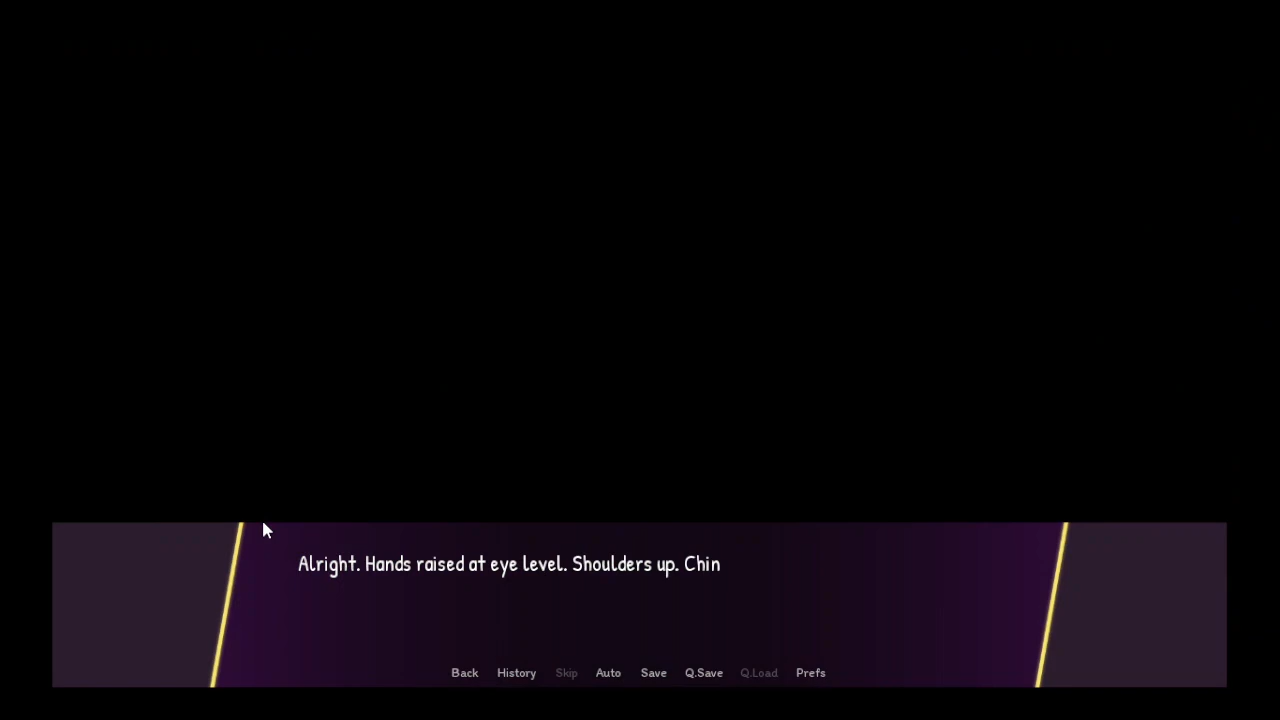 Alright. Hands raised at eye level. Shoulders up. Chin
Back History Skip Auto Save Q.Save Q.Load Prefs